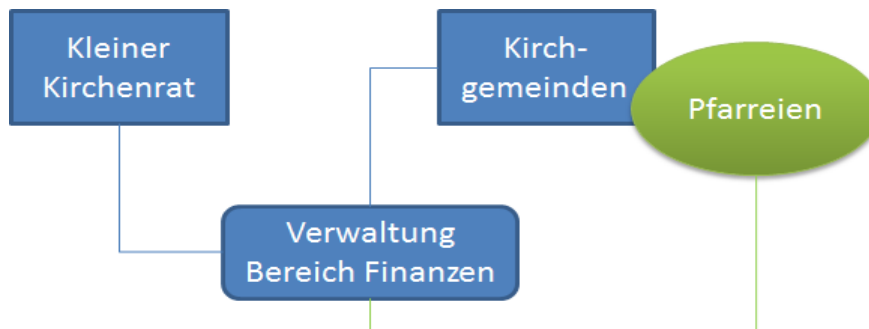 Kleiner
Kirchenrat
Kirch-
gemeinden
Pfarreien
Verwaltung
Bereich Finanzen